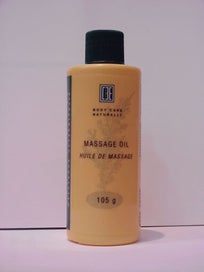 BODY CARE
NATURALLY
MASSAGE OIL
HUILE DE MASSAGE
105 g